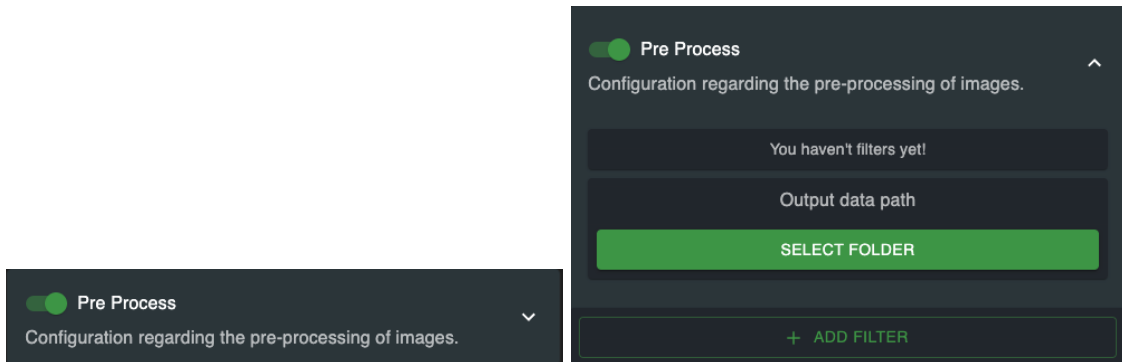 Pre Process
Configuration regarding the pre-processing of images.
Pre Process
Configuration regarding the pre-processing of images.
You haven't filters yet!
Output data path
SELECT FOLDER
+ ADD FILTER